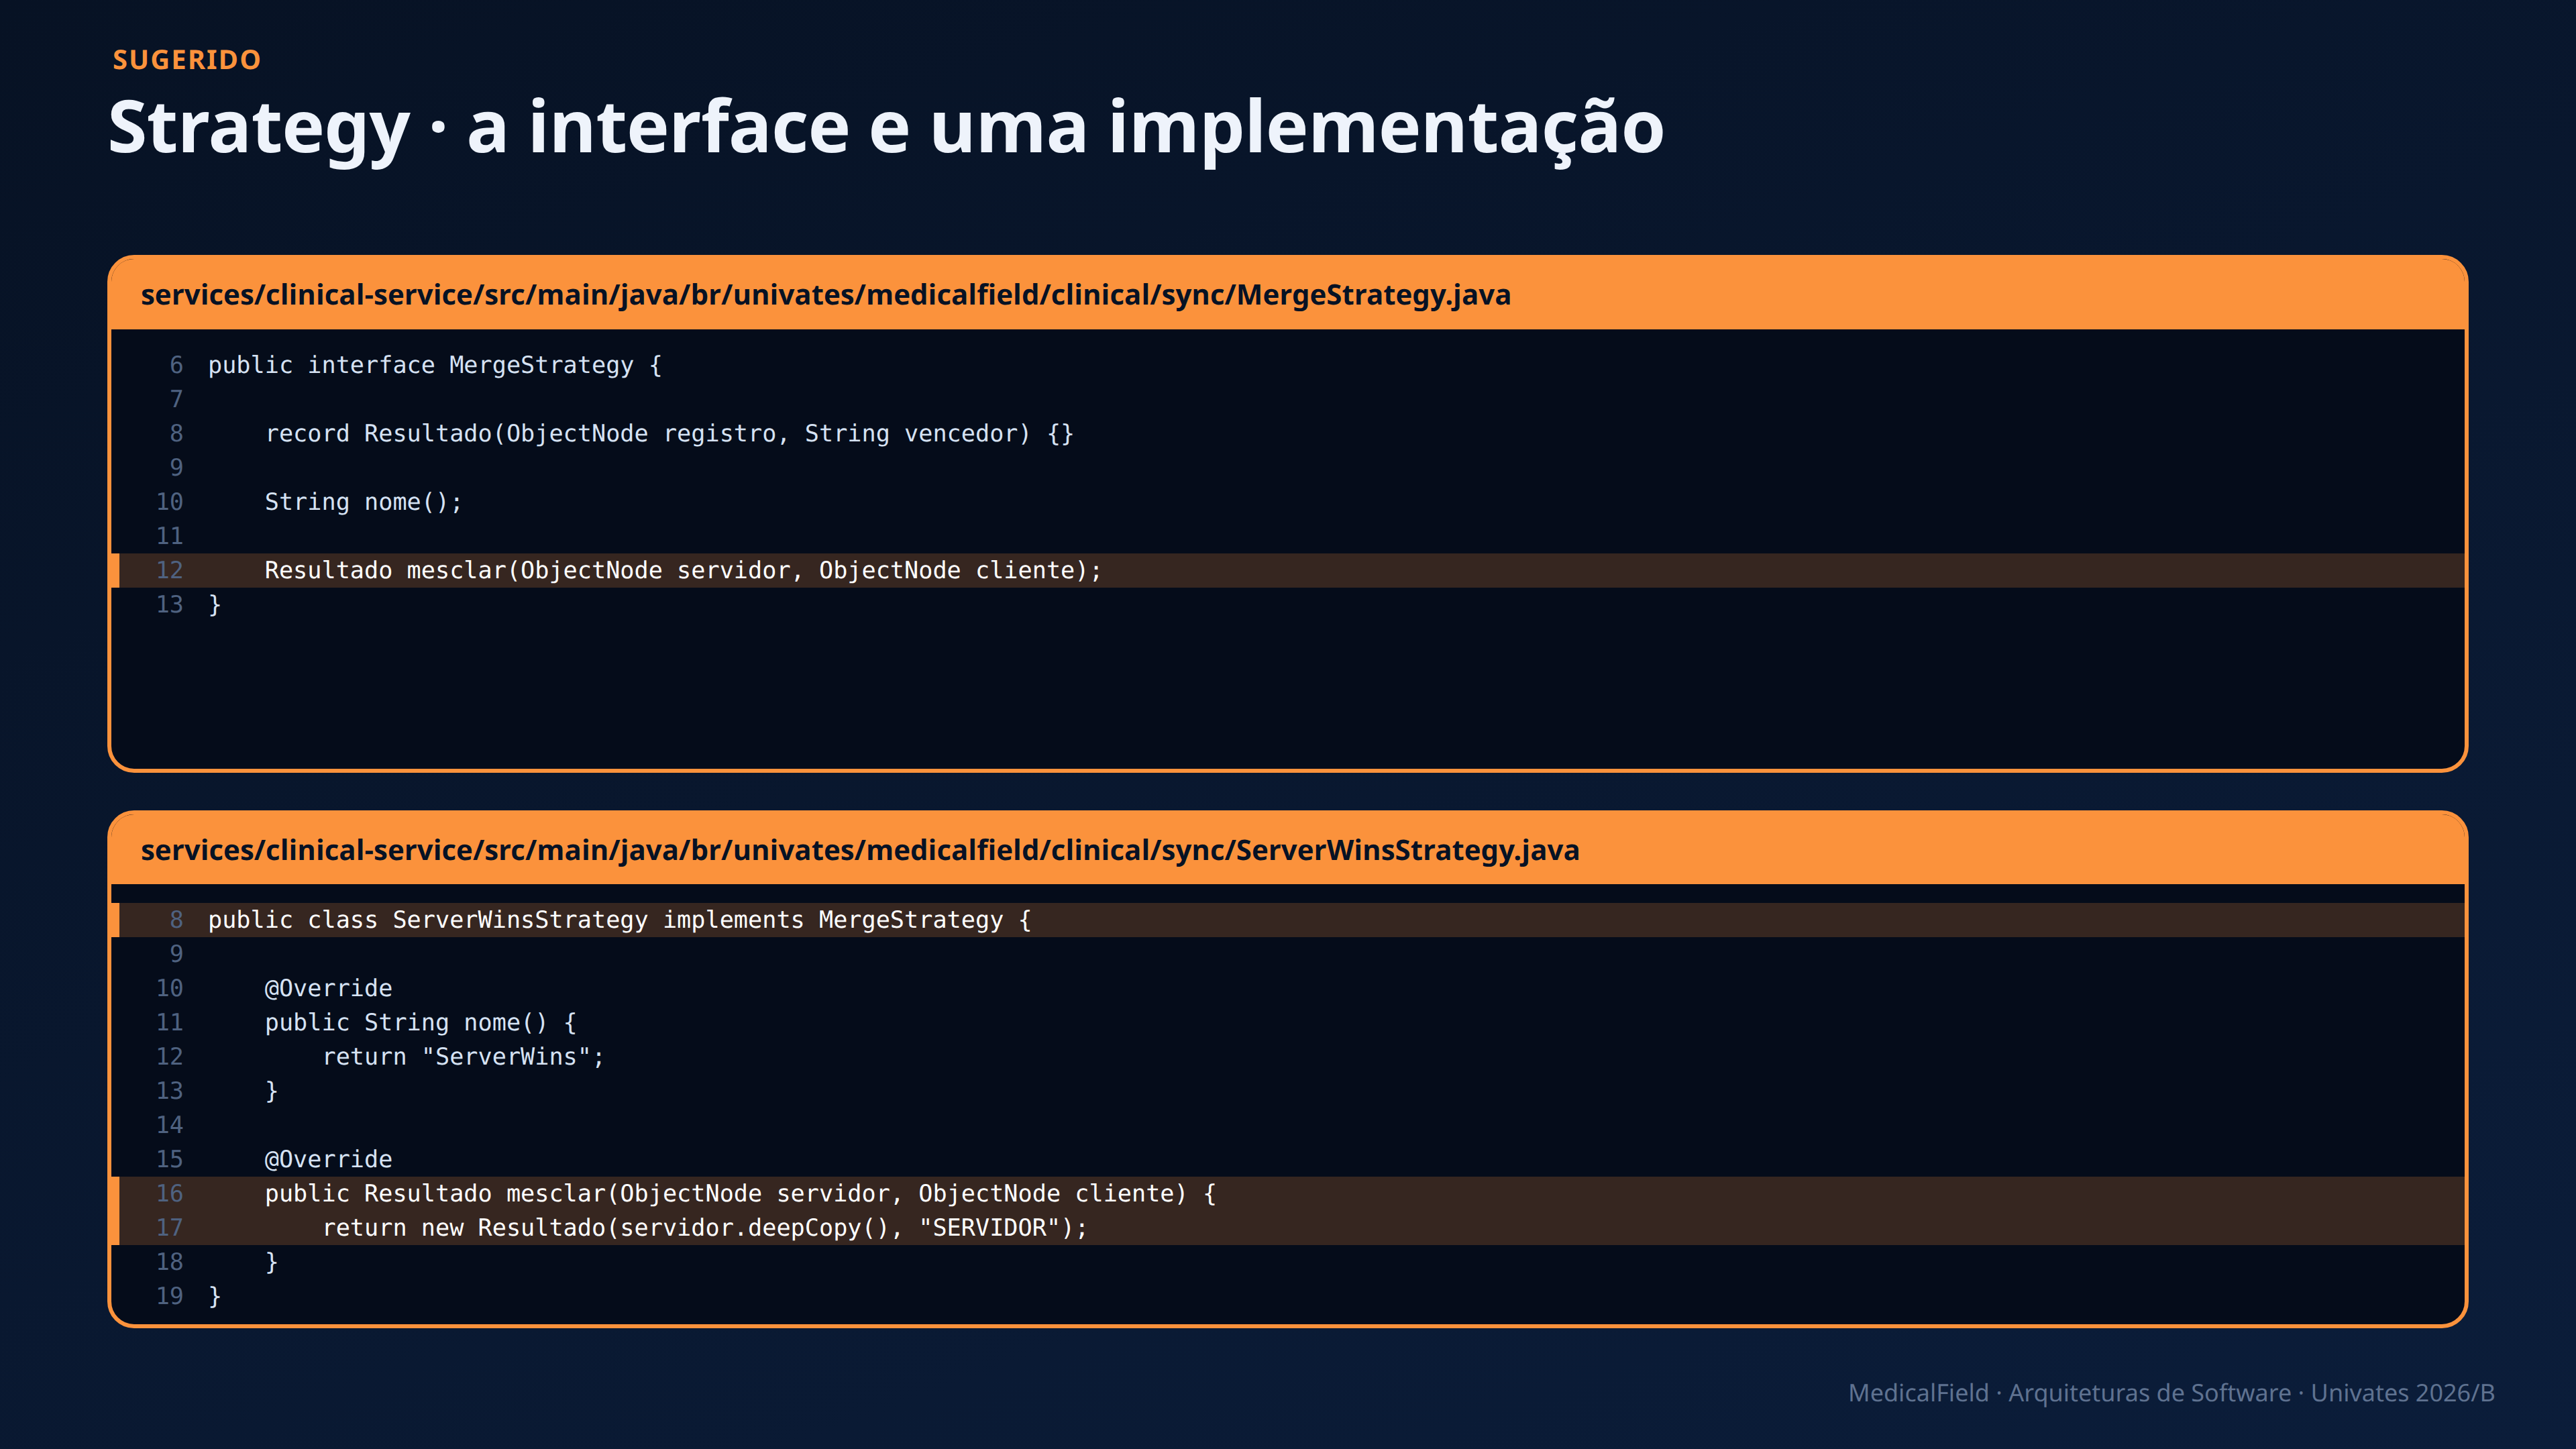 SUGERIDO
Strategy · a interface e uma implementação
services/clinical-service/src/main/java/br/univates/medicalfield/clinical/sync/MergeStrategy.java
6 public interface MergeStrategy {
7
8     record Resultado(ObjectNode registro, String vencedor) {}
9
10     String nome();
11
12     Resultado mesclar(ObjectNode servidor, ObjectNode cliente);
13 }
services/clinical-service/src/main/java/br/univates/medicalfield/clinical/sync/ServerWinsStrategy.java
8 public class ServerWinsStrategy implements MergeStrategy {
9
10     @Override
11     public String nome() {
12         return "ServerWins";
13     }
14
15     @Override
16     public Resultado mesclar(ObjectNode servidor, ObjectNode cliente) {
17         return new Resultado(servidor.deepCopy(), "SERVIDOR");
18     }
19 }
MedicalField · Arquiteturas de Software · Univates 2026/B